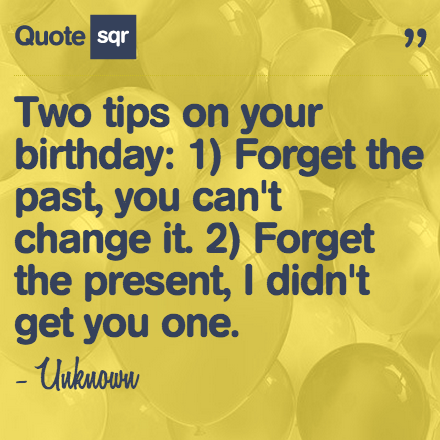 Quote sqr
”
Two tips on your
birthday: 1) Forget the
past, you can't
change it. 2) Forget
the present, I didn't
get you one.
- Unknown